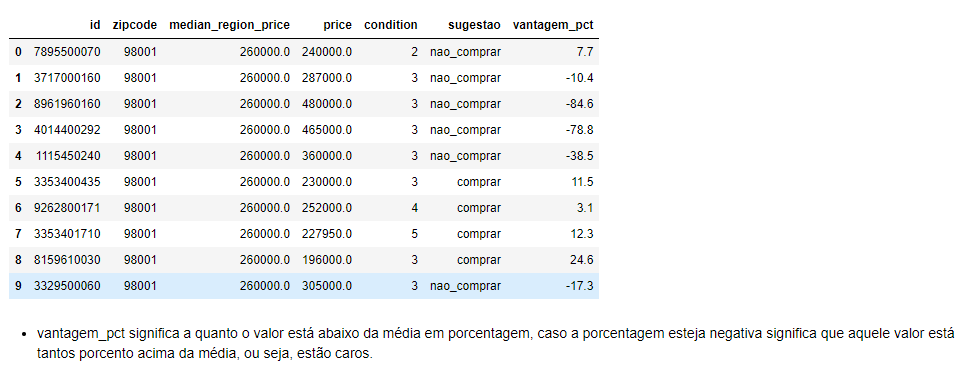 id zipcode median_region_price price condition sugestao vantagem_pct
0 7895500070 98001 260000.0 240000.0 2 nao_comprar 7.7
1 3717000160 98001 260000.0 287000.0 3 nao_comprar -10.4
2 8961960160 98001 260000.0 480000.0 3 nao_comprar -84.6
3 4014400292 98001 260000.0 465000.0 3 nao_comprar -78.8
4 1115450240 98001 260000.0 360000.0 3 nao_comprar -38.5
5 3353400435 98001 260000.0 230000.0 3 comprar 11.5
6 9262800171 98001 260000.0 252000.0 4 comprar 3.1
7 3353401710 98001 260000.0 227950.0 5 comprar 12.3
8 8159610030 98001 260000.0 196000.0 3 comprar 24.6
9 3329500060 98001 260000.0 305000.0 3 nao_comprar -17.3
• vantagem_pct significa a quanto o valor está abaixo da média em porcentagem, caso a porcentagem esteja negativa significa que aquele valor está
tantos porcento acima da média, ou seja, estão caros.